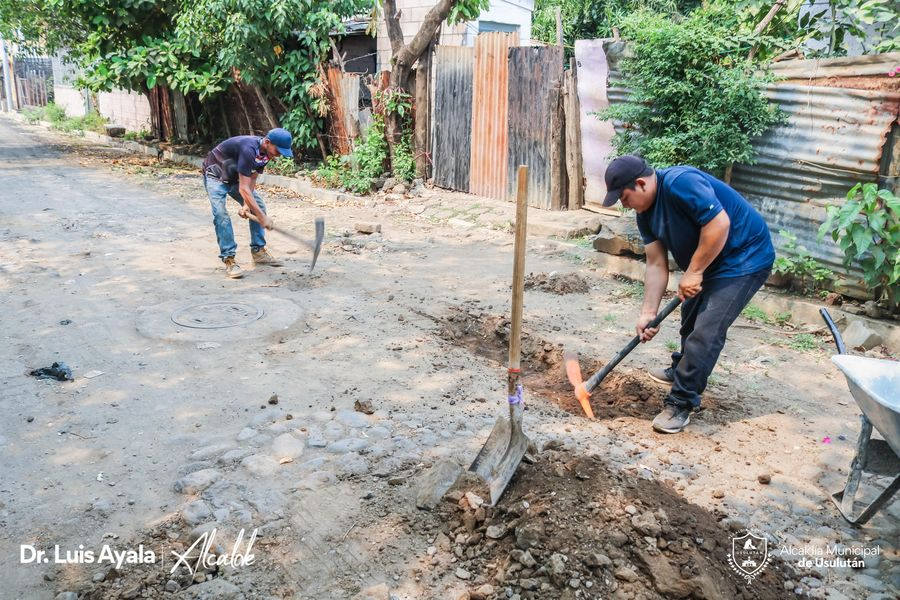 Dr. Luis Ayala Alcalde
Alcaldía Municipal
de Usulután